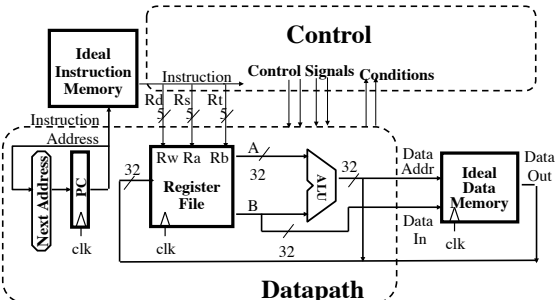 Control
Ideal
Instruction
Memory
Instruction
Control Signals
Conditions
Rd
Rs
Rt
5
5
5
Instruction
Address
Rw Ra
Rb
Register
File
clk
32
Next Address
PC
clk
A
32
B
32
ALU
32
Data
Addr
Data
In
Ideal
Data
Memory
clk
Data
Out
Datapath